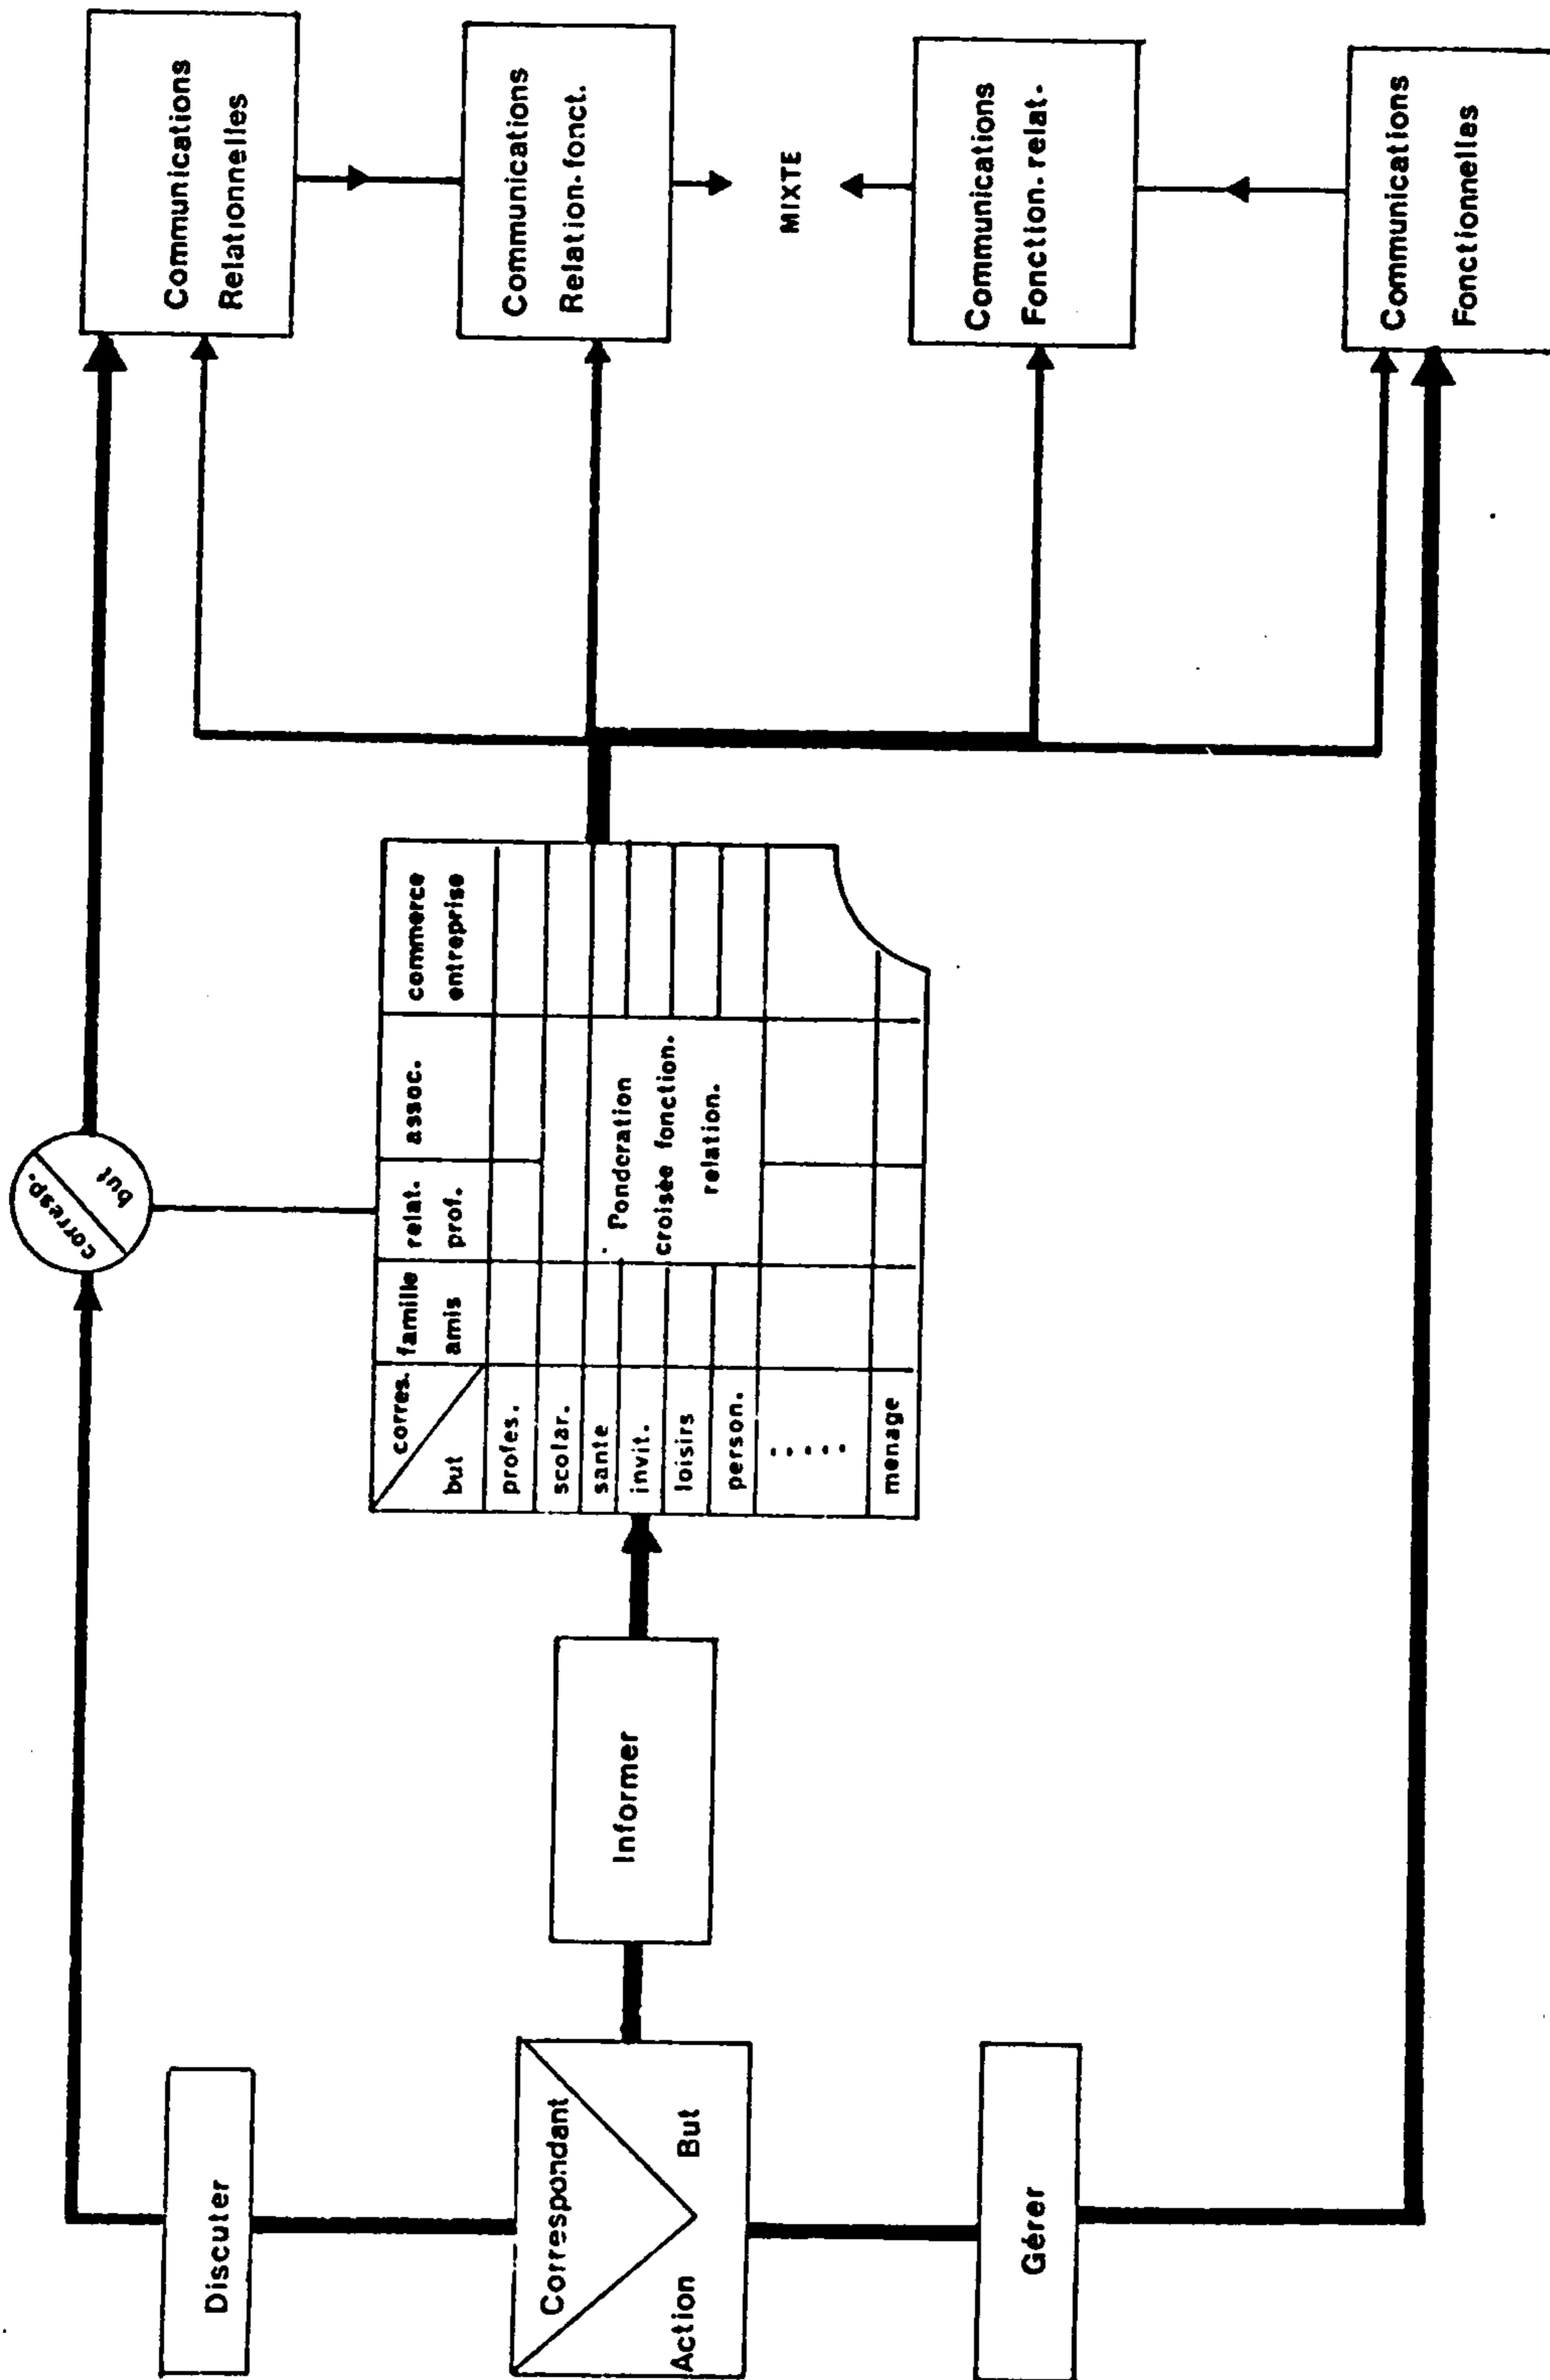 Discuter
Correspondant
Action
But
Gérer
Informer
corresp.
but
corres.
but
famille
amis
relat.
prof.
assoc.
commerce
entreprise
profes.
scolar.
sante
invit.
loisirs
person.
.....
menage
Pondération
croisée fonction.
relation.
Communications
Relationnelles
Communications
Relation-fonct.
MIXTE
Communications
Fonction-relat-
Communications
Fonctionnelles